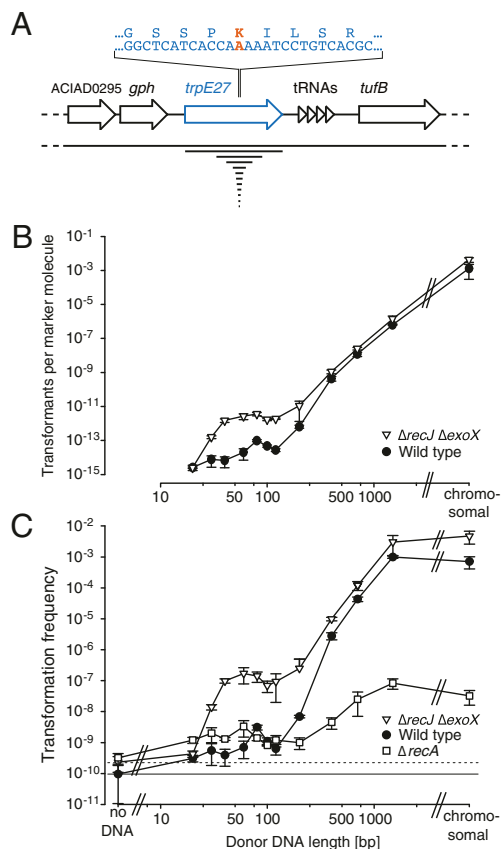 A
G S S P K I L S R
...GGCTCATCACCAAAAATCCTGTCACGC...
ACIAD0295 gph trpE27 tRNAs tufB
B
Transformants per marker molecule
10-1
10-3
10-5
10-7
10-9
10-11
10-13
10-15
ΔrecJ ΔexoX
Wild type
10 50 100 500 1000 chromo-
somal
C
Transformation frequency
10-2
10-3
10-4
10-5
10-6
10-7
10-8
10-9
10-10
10-11
ΔrecJ ΔexoX
Wild type
ΔrecA
no DNA 10 50 100 500 1000 chromo-
somal
Donor DNA length [bp]